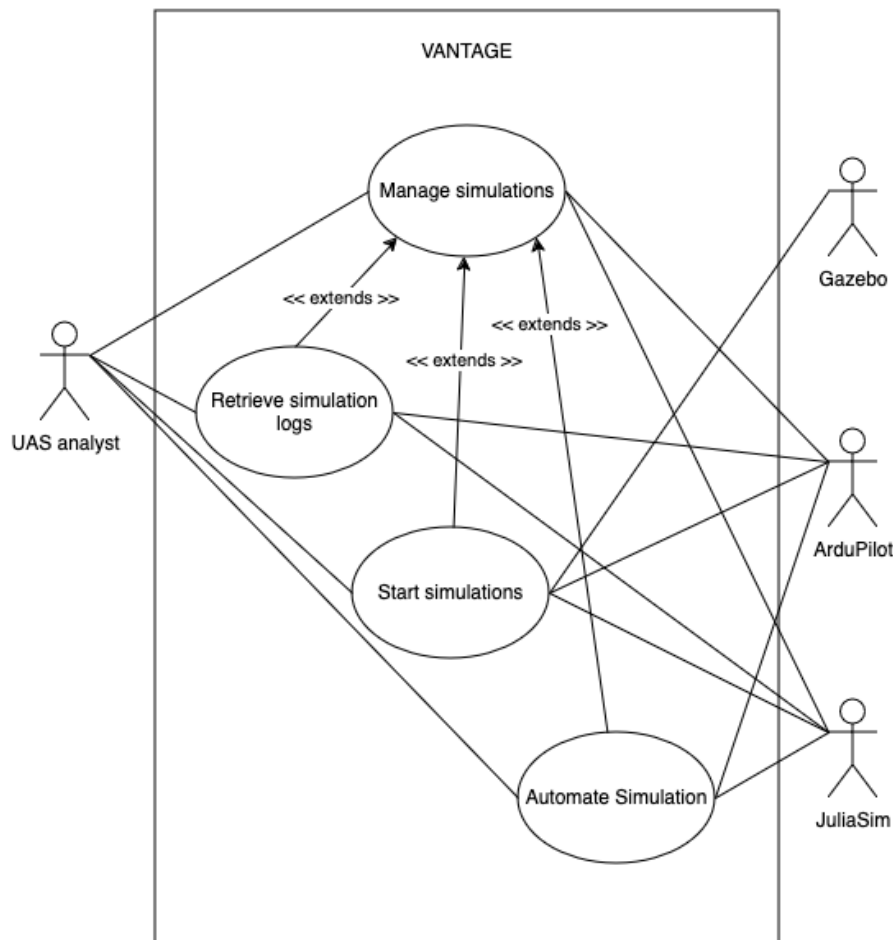 VANTAGE
Manage simulations
Gazebo
<< extends >>
<< extends >>
<< extends >>
Retrieve simulation
logs
UAS analyst
ArduPilot
Start simulations
Automate Simulation
JuliaSim